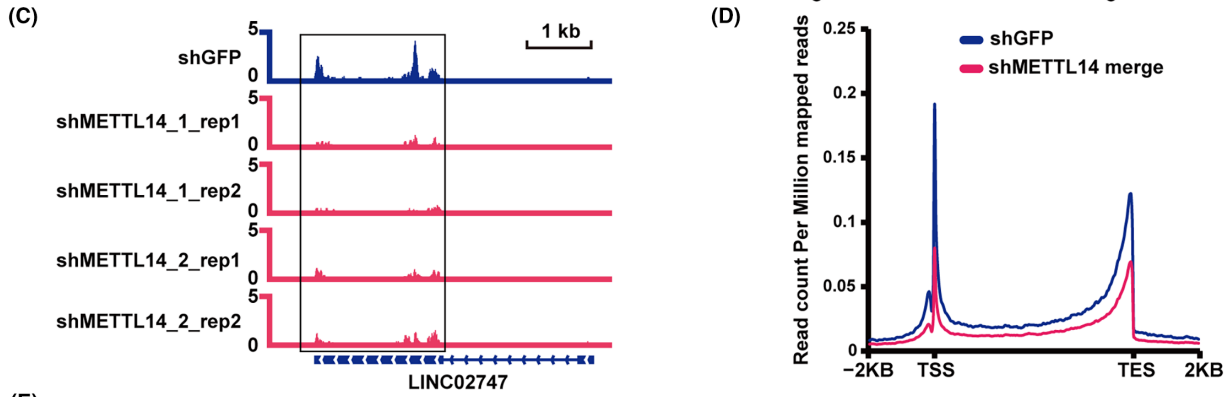 (C)
5
shGFP
0
1 kb
5
shMETTL14_1_rep1
0
5
shMETTL14_1_rep2
0
5
shMETTL14_2_rep1
0
5
shMETTL14_2_rep2
0
LINC02747
(D)
shGFP
shMETTL14 merge
Read count Per Million mapped reads
0.25
0.2
0.15
0.1
0.05
0
−2KB TSS TES 2KB